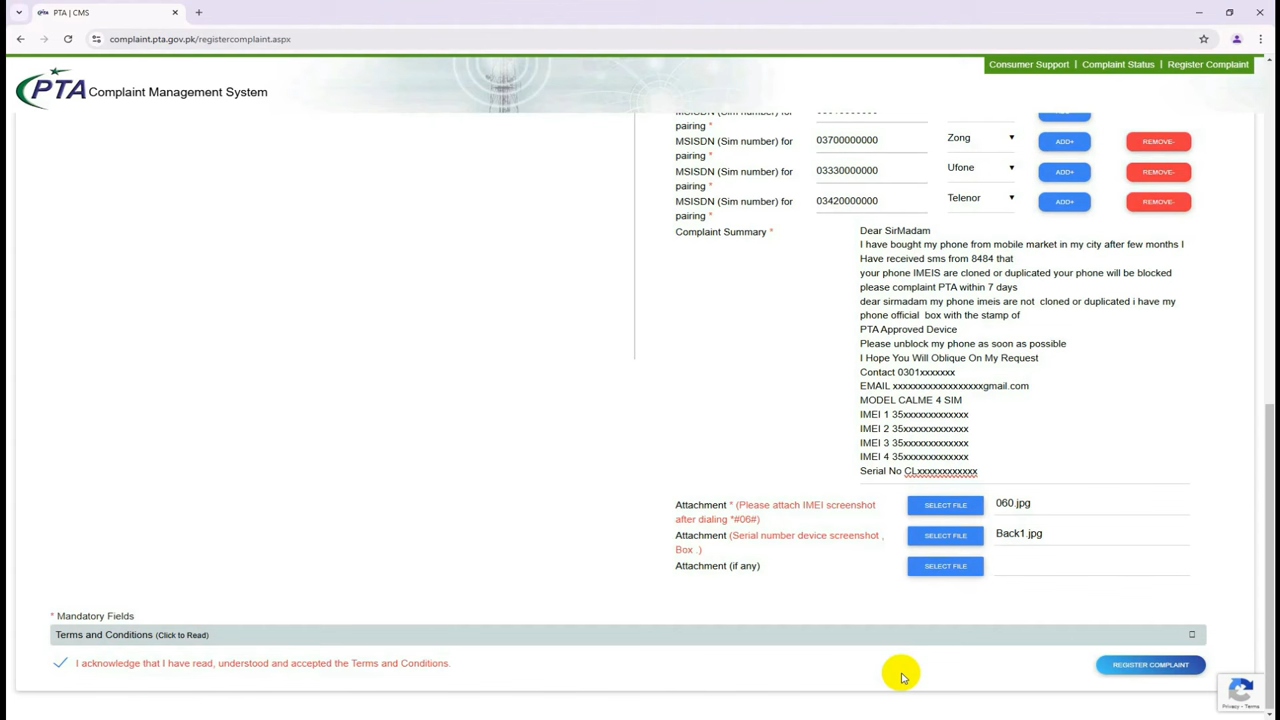 PTA | CMS
complaint.pta.gov.pk/registercomplaint.aspx
Consumer Support | Complaint Status | Register Complaint
PTA Complaint Management System
MSISDN (Sim number) for
pairing *
MSISDN (Sim number) for 03700000000 Zong ADD+ REMOVE-
pairing *
MSISDN (Sim number) for 03330000000 Ufone ADD+ REMOVE-
pairing *
MSISDN (Sim number) for 03420000000 Telenor ADD+ REMOVE-
pairing *
Complaint Summary *
Dear SirMadam
I have bought my phone from mobile market in my city after few months I
Have received sms from 8484 that
your phone IMEIS are cloned or duplicated your phone will be blocked
please complaint PTA within 7 days
dear sirmadam my phone imeis are not cloned or duplicated i have my
phone official box with the stamp of
PTA Approved Device
Please unblock my phone as soon as possible
I Hope You Will Oblique On My Request
Contact 0301xxxxxxx
EMAIL xxxxxxxxxxxxxxxxxxgmail.com
MODEL CALME 4 SIM
IMEI 1 35xxxxxxxxxxxxx
IMEI 2 35xxxxxxxxxxxxx
IMEI 3 35xxxxxxxxxxxxx
IMEI 4 35xxxxxxxxxxxxx
Serial No CLxxxxxxxxxxxx
Attachment * (Please attach IMEI screenshot SELECT FILE 060.jpg
after dialing *#06#)
Attachment (Serial number device screenshot , SELECT FILE Back1.jpg
Box .)
Attachment (if any) SELECT FILE
* Mandatory Fields
Terms and Conditions (Click to Read)
I acknowledge that I have read, understood and accepted the Terms and Conditions.
REGISTER COMPLAINT
Privacy - Terms